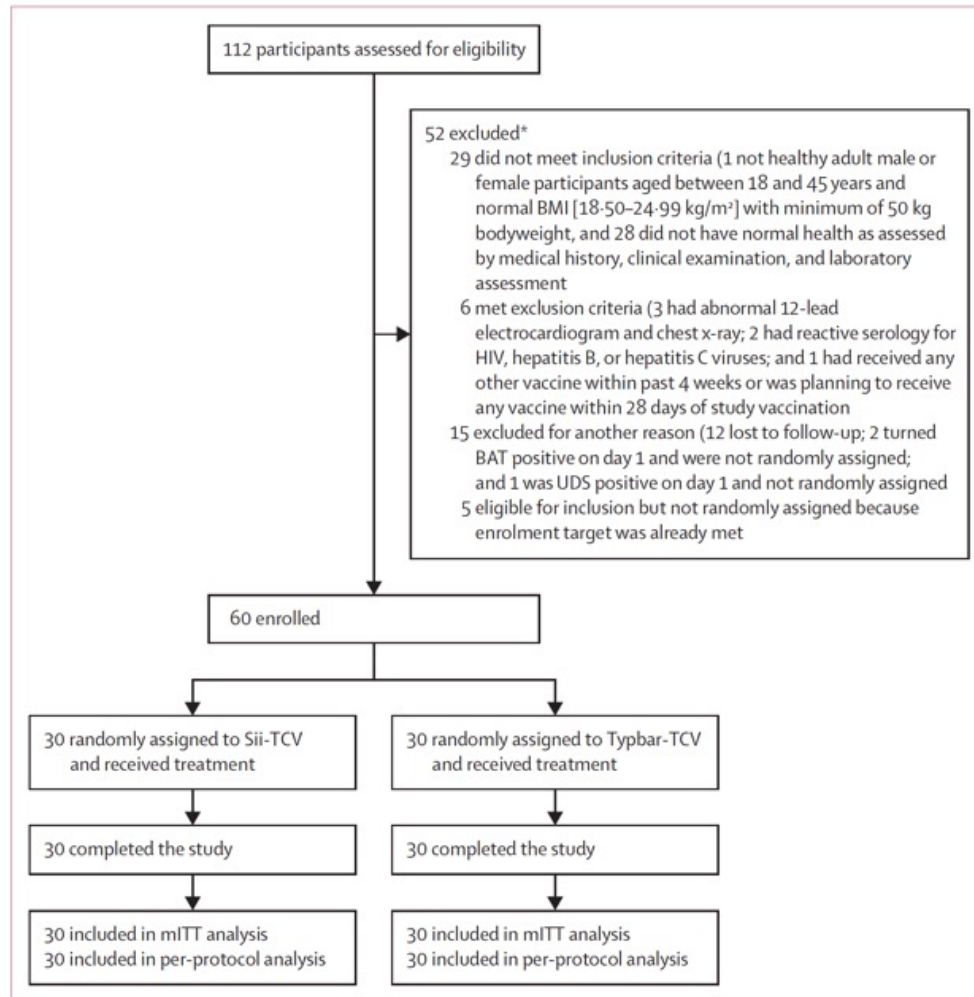 112 participants assessed for eligibility
52 excluded*
29 did not meet inclusion criteria (1 not healthy adult male or
female participants aged between 18 and 45 years and
normal BMI [18·50–24·99 kg/m²] with minimum of 50 kg
bodyweight, and 28 did not have normal health as assessed
by medical history, clinical examination, and laboratory
assessment
6 met exclusion criteria (3 had abnormal 12-lead
electrocardiogram and chest x-ray; 2 had reactive serology for
HIV, hepatitis B, or hepatitis C viruses; and 1 had received any
other vaccine within past 4 weeks or was planning to receive
any vaccine within 28 days of study vaccination
15 excluded for another reason (12 lost to follow-up; 2 turned
BAT positive on day 1 and were not randomly assigned;
and 1 was UDS positive on day 1 and not randomly assigned
5 eligible for inclusion but not randomly assigned because
enrolment target was already met
60 enrolled
30 randomly assigned to Sii-TCV
and received treatment
30 randomly assigned to Typbar-TCV
and received treatment
30 completed the study
30 completed the study
30 included in mITT analysis
30 included in per-protocol analysis
30 included in mITT analysis
30 included in per-protocol analysis